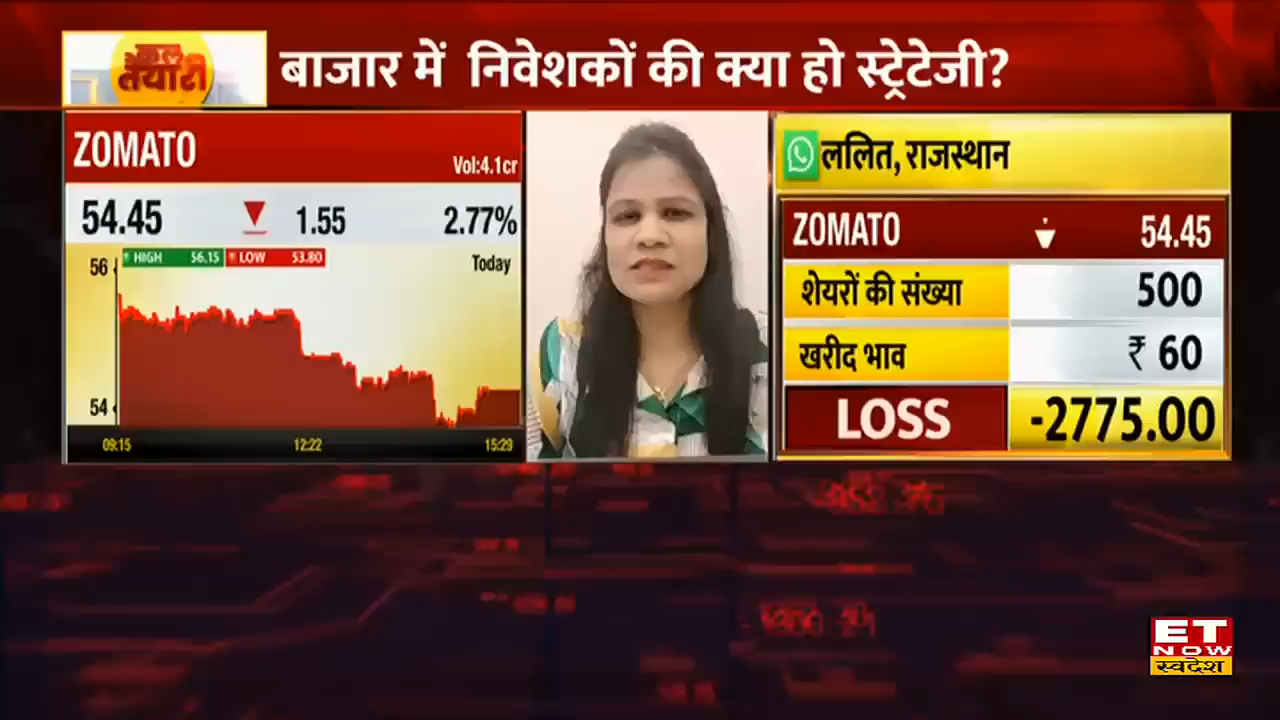 तैयारी
बाजार में निवेशकों की क्या हो स्ट्रेटेजी?
ZOMATO
Vol:4.1cr
54.45 ▼ 1.55 2.77%
HIGH 56.15 LOW 53.80
Today
56
54
09:15 12:22 15:29
ललित, राजस्थान
ZOMATO 54.45
शेयरों की संख्या 500
खरीद भाव ₹ 60
LOSS -2775.00
ET
NOW
स्वदेश